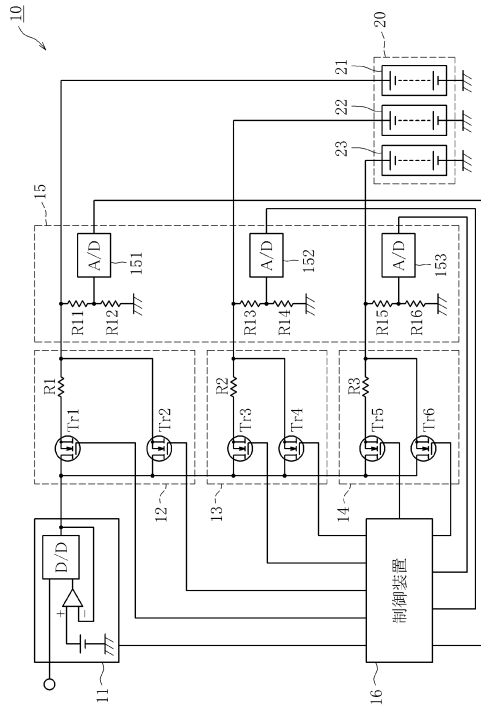 10
20
21
22
23
15
A/D
151
R11
R12
A/D
152
R13
R14
A/D
153
R15
R16
R1
Tr1
Tr2
12
R2
Tr3
Tr4
13
R3
Tr5
Tr6
14
D/D
+
−
11
制御装置
16